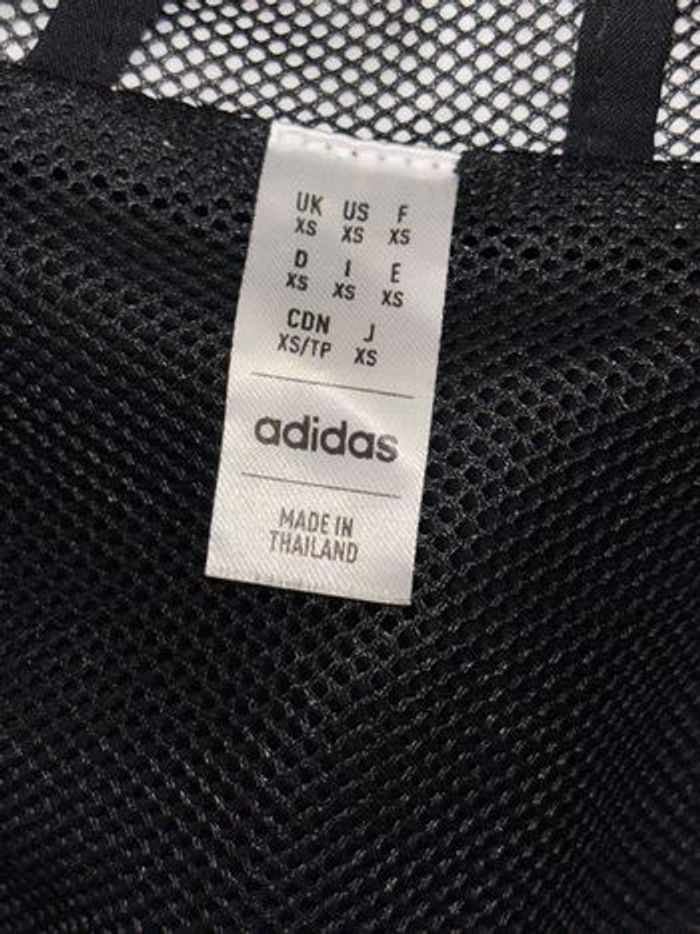 UK US F
XS XS XS
D I E
XS XS XS
CDN J
XS/TP XS
adidas
MADE IN
THAILAND